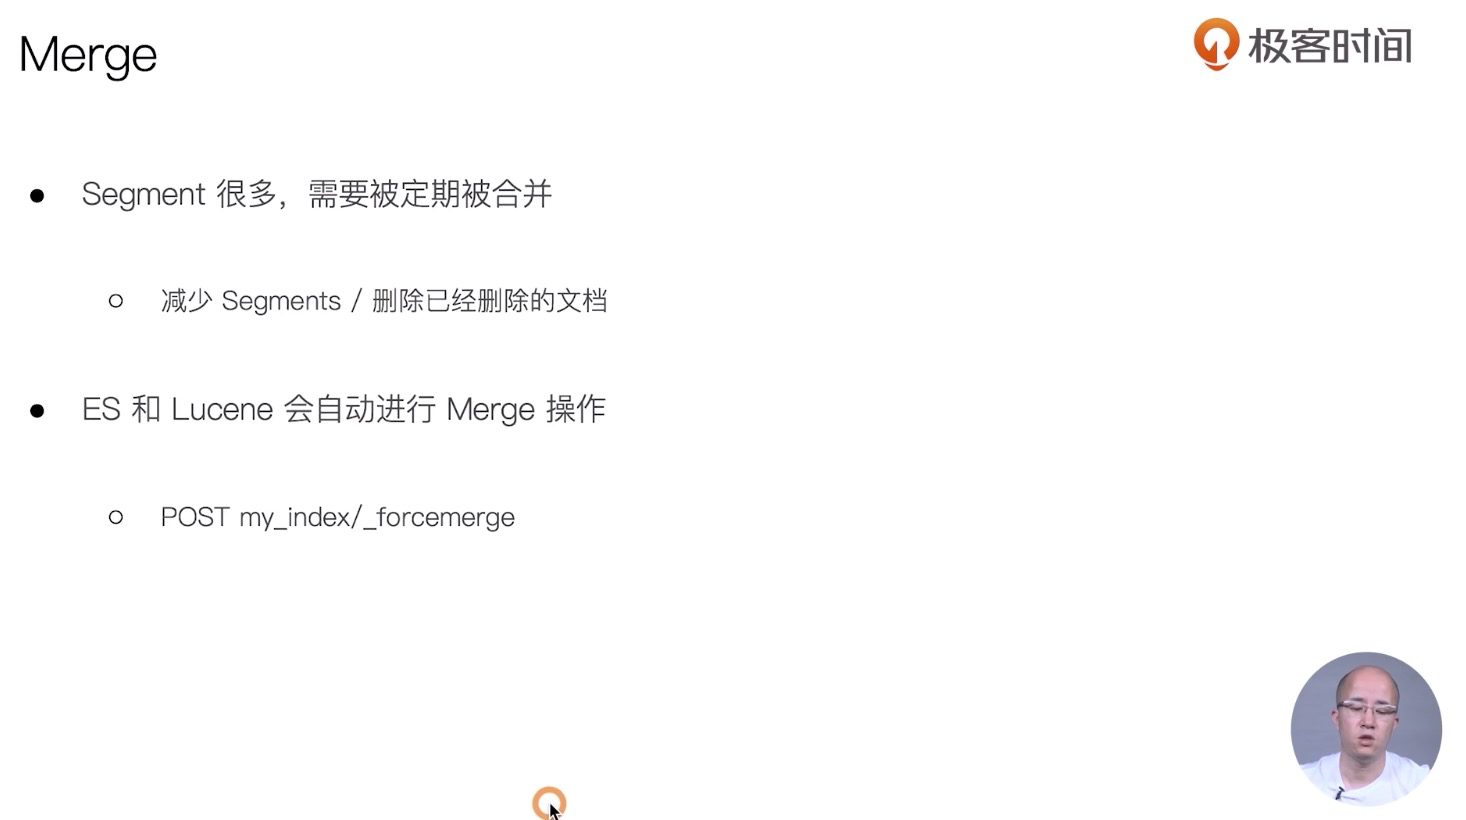 Merge
极客时间
Segment 很多，需要被定期被合并
减少 Segments / 删除已经删除的文档
ES 和 Lucene 会自动进行 Merge 操作
POST my_index/_forcemerge